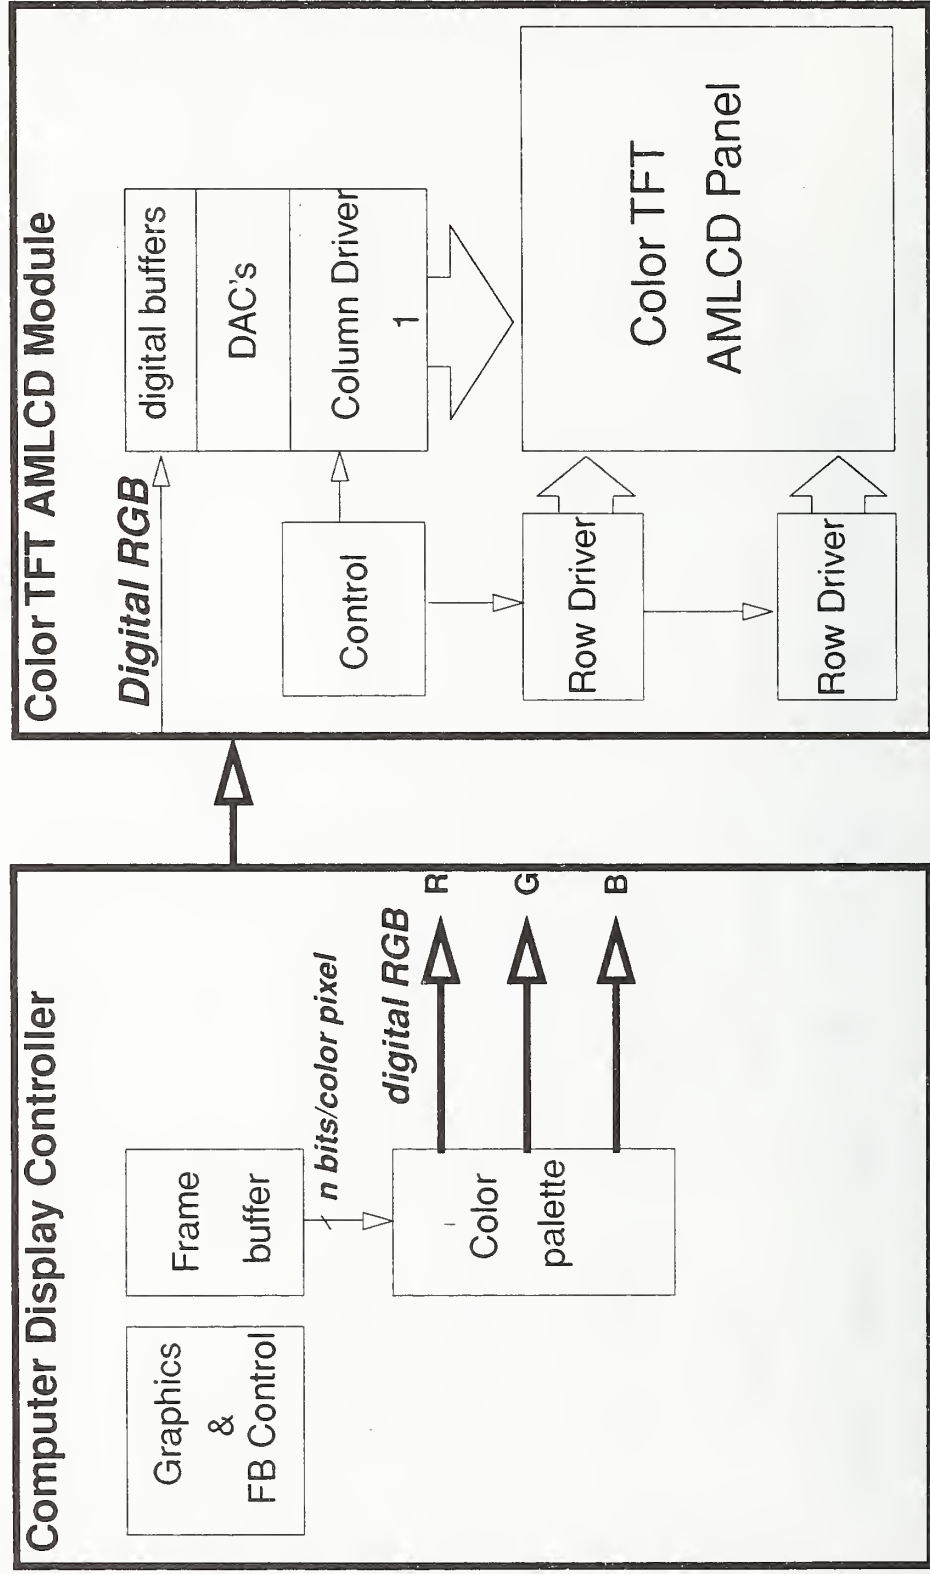 Computer Display Controller
Graphics
&
FB Control
Frame
buffer
n bits/color pixel
Color
palette
digital RGB
R
G
B
Color TFT AMLCD Module
Digital RGB
digital buffers
DAC's
Column Driver
1
Control
Row Driver
Row Driver
Color TFT
AMLCD Panel